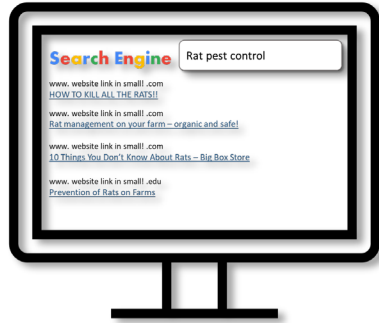 Search Engine
Rat pest control
www. website link in small! .com
HOW TO KILL ALL THE RATS!!
www. website link in small! .com
Rat management on your farm – organic and safe!
www. website link in small! .com
10 Things You Don't Know About Rats – Big Box Store
www. website link in small! .edu
Prevention of Rats on Farms